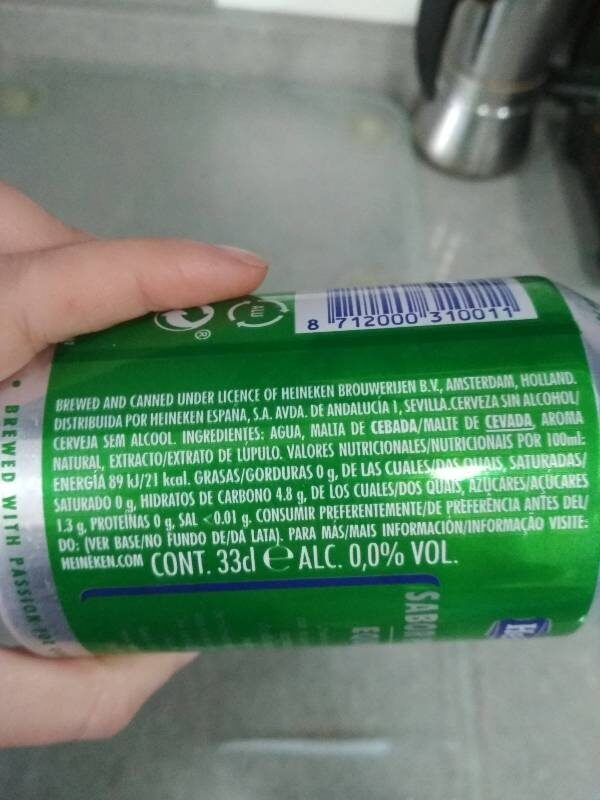 ALU
8 712000 310011
BREWED AND CANNED UNDER LICENCE OF HEINEKEN BROUWERIJEN B.V., AMSTERDAM, HOLLAND.
DISTRIBUIDA POR HEINEKEN ESPAÑA, S.A. AVDA. DE ANDALUCÍA 1, SEVILLA.CERVEZA SIN ALCOHOL/
CERVEJA SEM ALCOOL. INGREDIENTES: AGUA, MALTA DE CEBADA/MALTE DE CEVADA, AROMA
NATURAL, EXTRACTO/EXTRATO DE LÚPULO. VALORES NUTRICIONALES/NUTRICIONAIS POR 100ml:
ENERGÍA 89 kJ/21 kcal. GRASAS/GORDURAS 0 g, DE LAS CUALES/DAS QUAIS, SATURADAS/
SATURADO 0 g, HIDRATOS DE CARBONO 4.8 g, DE LOS CUALES/DOS QUAIS, AZÚCARES/AÇÚCARES
1.3 g, PROTEÍNAS 0 g, SAL <0.01 g. CONSUMIR PREFERENTEMENTE/DE PREFERÊNCIA ANTES DEL/
DO: (VER BASE/NO FUNDO DE/DA LATA). PARA MÁS/MAIS INFORMACIÓN/INFORMAÇÃO VISITE:
HEINEKEN.COM CONT. 33cl e ALC. 0,0% VOL.
• BREWED WITH PASSION FOR
SABOR